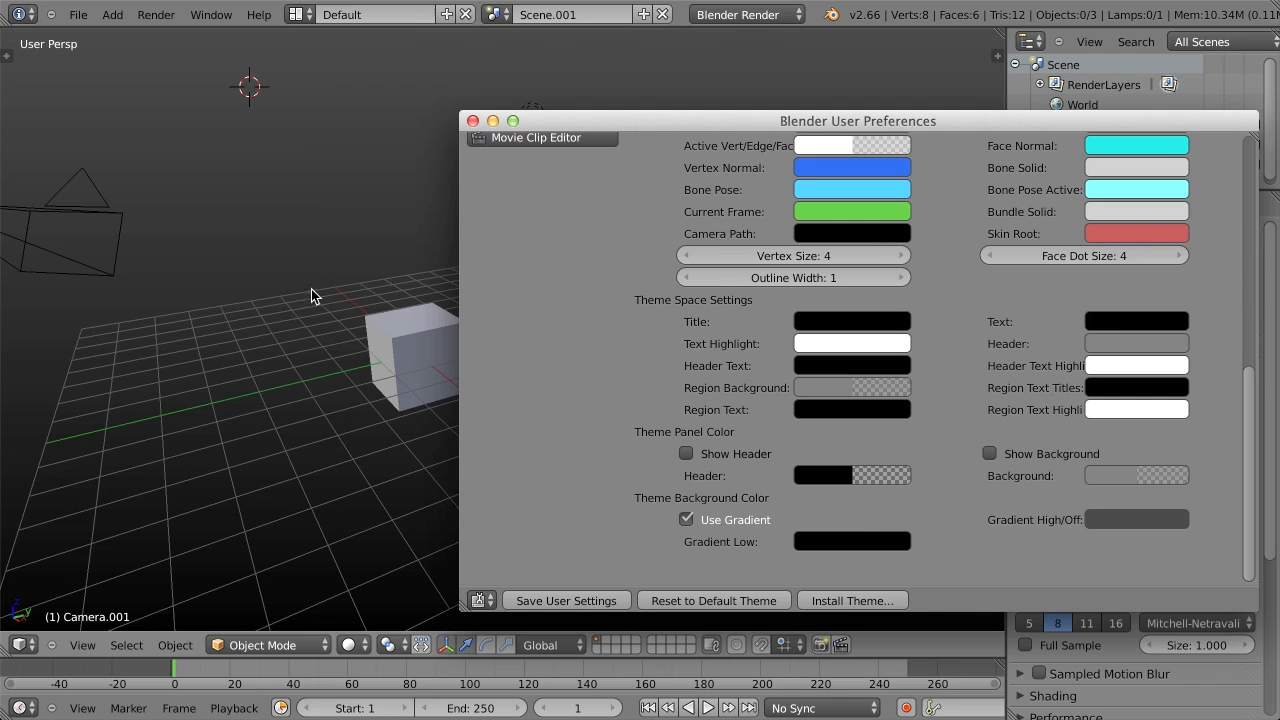 File Add Render Window Help Default Scene.001 Blender Render v2.66 | Verts:8 | Faces:6 | Tris:12 | Objects:0/3 | Lamps:0/1 | Mem:10.34M (0.11M
User Persp
View Search All Scenes
Scene
RenderLayers
World
Blender User Preferences
Movie Clip Editor
Active Vert/Edge/Fac Face Normal:
Vertex Normal: Bone Solid:
Bone Pose: Bone Pose Active:
Current Frame: Bundle Solid:
Camera Path: Skin Root:
Vertex Size: 4 Face Dot Size: 4
Outline Width: 1
Theme Space Settings
Title: Text:
Text Highlight: Header:
Header Text: Header Text Highli
Region Background: Region Text Titles:
Region Text: Region Text Highli
Theme Panel Color
Show Header Show Background
Header: Background:
Theme Background Color
Use Gradient Gradient High/Off:
Gradient Low:
Save User Settings Reset to Default Theme Install Theme...
z y
(1) Camera.001
5 8 11 16 Mitchell-Netravali
View Select Object Object Mode Global
Full Sample Size: 1.000
Sampled Motion Blur
-40 -20 0 20 40 60 80 100 120 140 160 180 200 220 240 260
Shading
View Marker Frame Playback Start: 1 End: 250 1 No Sync
Performance